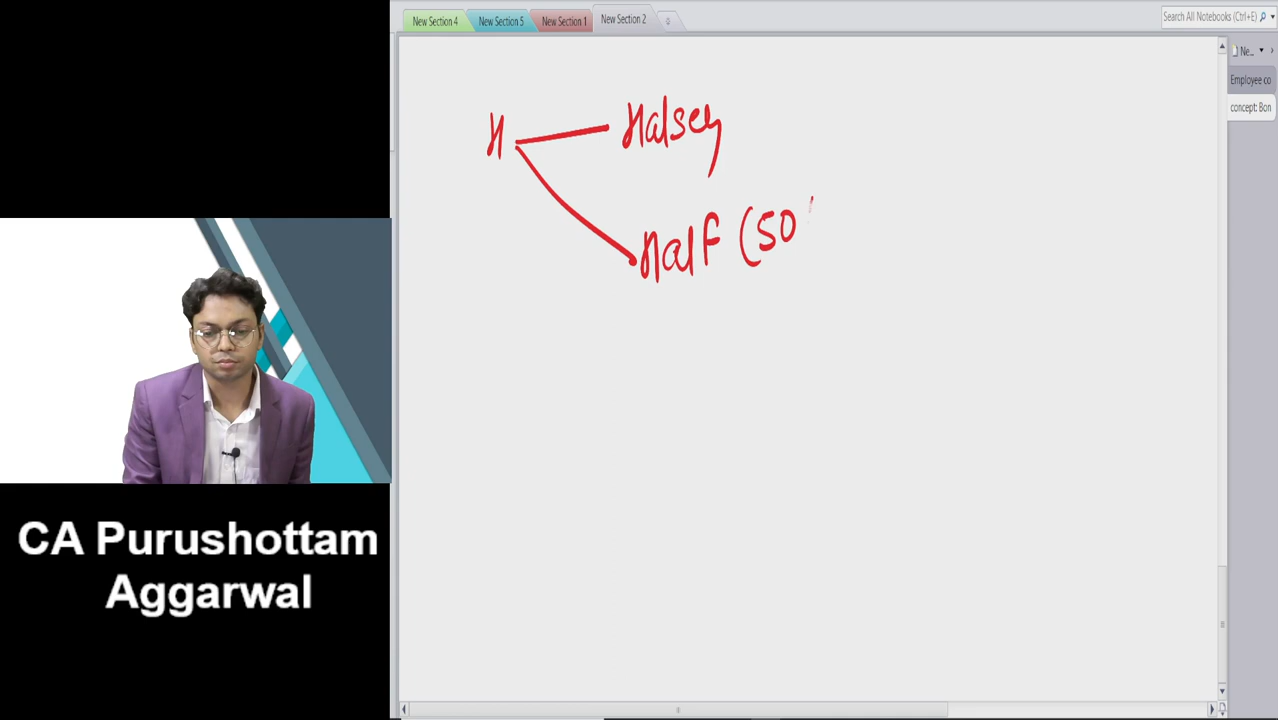 New Section 4
New Section 5
New Section 1
New Section 2
Search All Notebooks (Ctrl+E)
Ne...
Employee co
concept: Bon
H
Halsey
Half (50
CA Purushottam
Aggarwal